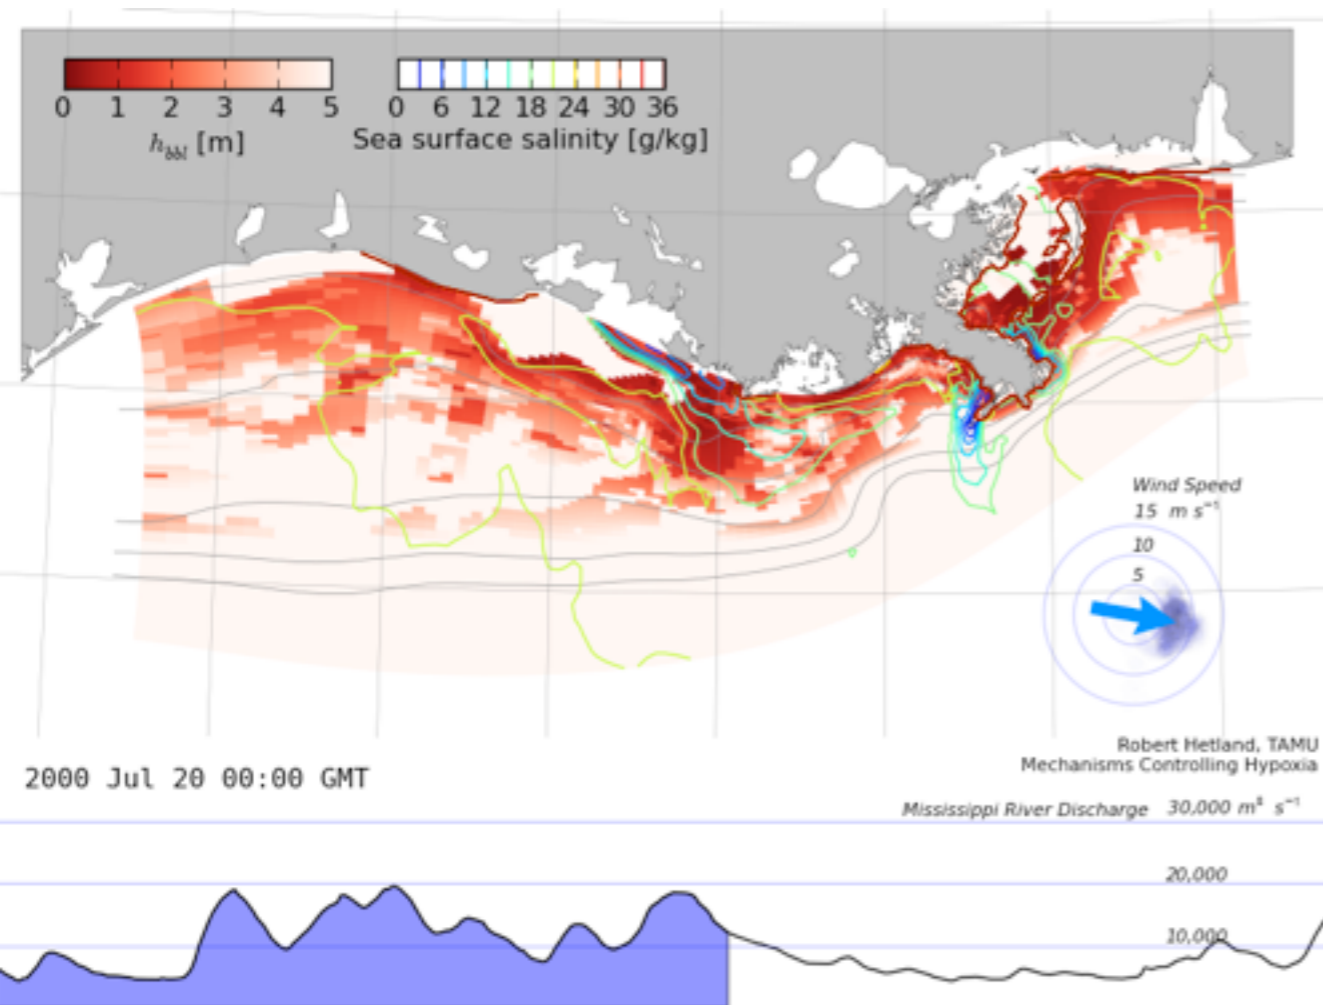 0 1 2 3 4 5
h_bbl [m]
0 6 12 18 24 30 36
Sea surface salinity [g/kg]
Wind Speed
15 m s⁻¹
10
5
Robert Hetland, TAMU
Mechanisms Controlling Hypoxia
2000 Jul 20 00:00 GMT
Mississippi River Discharge 30,000 m³ s⁻¹
20,000
10,000